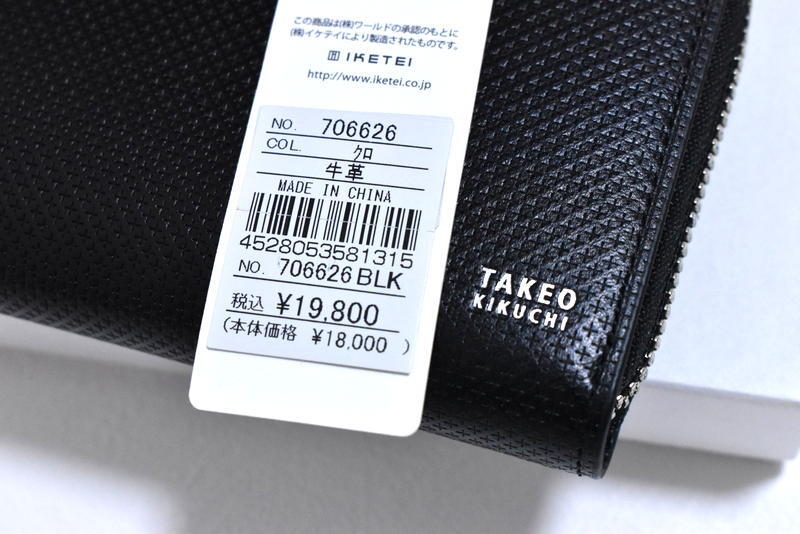 この商品は(株)ワールドの承認のもとに
(株)イケテイにより製造されたものです。
IKETEI
http://www.iketei.co.jp
NO. 706626
COL. ｸﾛ
牛革
MADE IN CHINA
4528053581315
NO. 706626BLK
税込 ¥19,800
(本体価格 ¥18,000 )
TAKEO
KIKUCHI